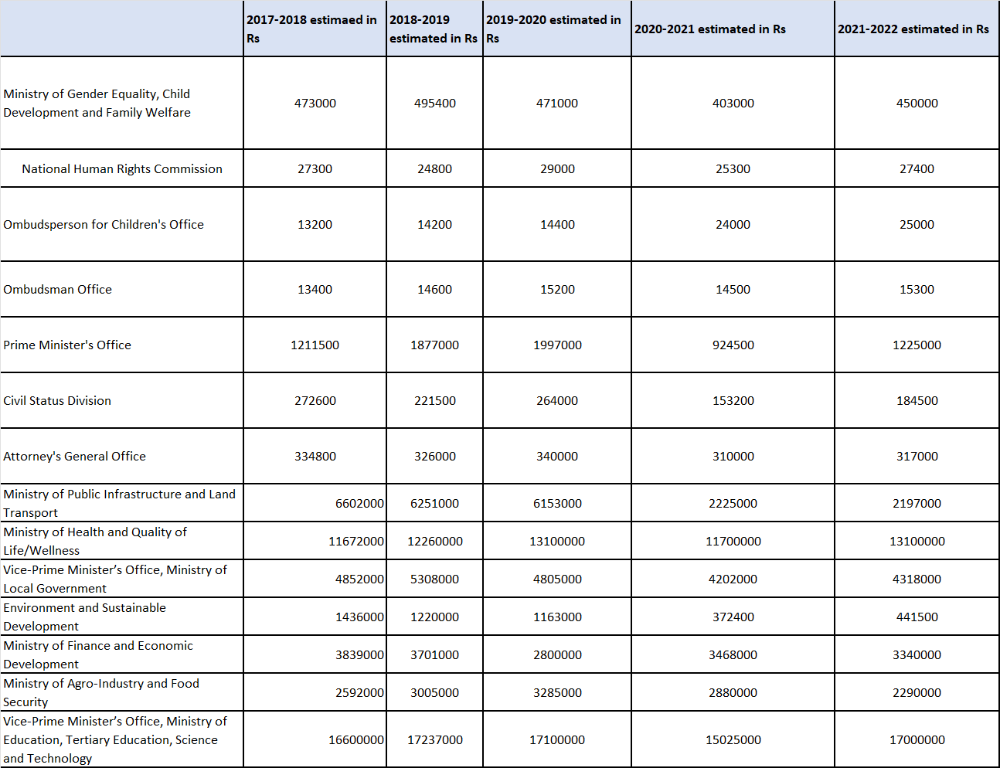 2017-2018 estimaed in
Rs
2018-2019
estimated in Rs
2019-2020 estimated in
Rs
2020-2021 estimated in Rs
2021-2022 estimated in Rs
Ministry of Gender Equality, Child
Development and Family Welfare
473000 495400 471000 403000 450000
National Human Rights Commission 27300 24800 29000 25300 27400
Ombudsperson for Children's Office 13200 14200 14400 24000 25000
Ombudsman Office 13400 14600 15200 14500 15300
Prime Minister's Office 1211500 1877000 1997000 924500 1225000
Civil Status Division 272600 221500 264000 153200 184500
Attorney's General Office 334800 326000 340000 310000 317000
Ministry of Public Infrastructure and Land
Transport
6602000 6251000 6153000 2225000 2197000
Ministry of Health and Quality of
Life/Wellness
11672000 12260000 13100000 11700000 13100000
Vice-Prime Minister’s Office, Ministry of
Local Government
4852000 5308000 4805000 4202000 4318000
Environment and Sustainable
Development
1436000 1220000 1163000 372400 441500
Ministry of Finance and Economic
Development
3839000 3701000 2800000 3468000 3340000
Ministry of Agro-Industry and Food
Security
2592000 3005000 3285000 2880000 2290000
Vice-Prime Minister’s Office, Ministry of
Education, Tertiary Education, Science
and Technology
16600000 17237000 17100000 15025000 17000000